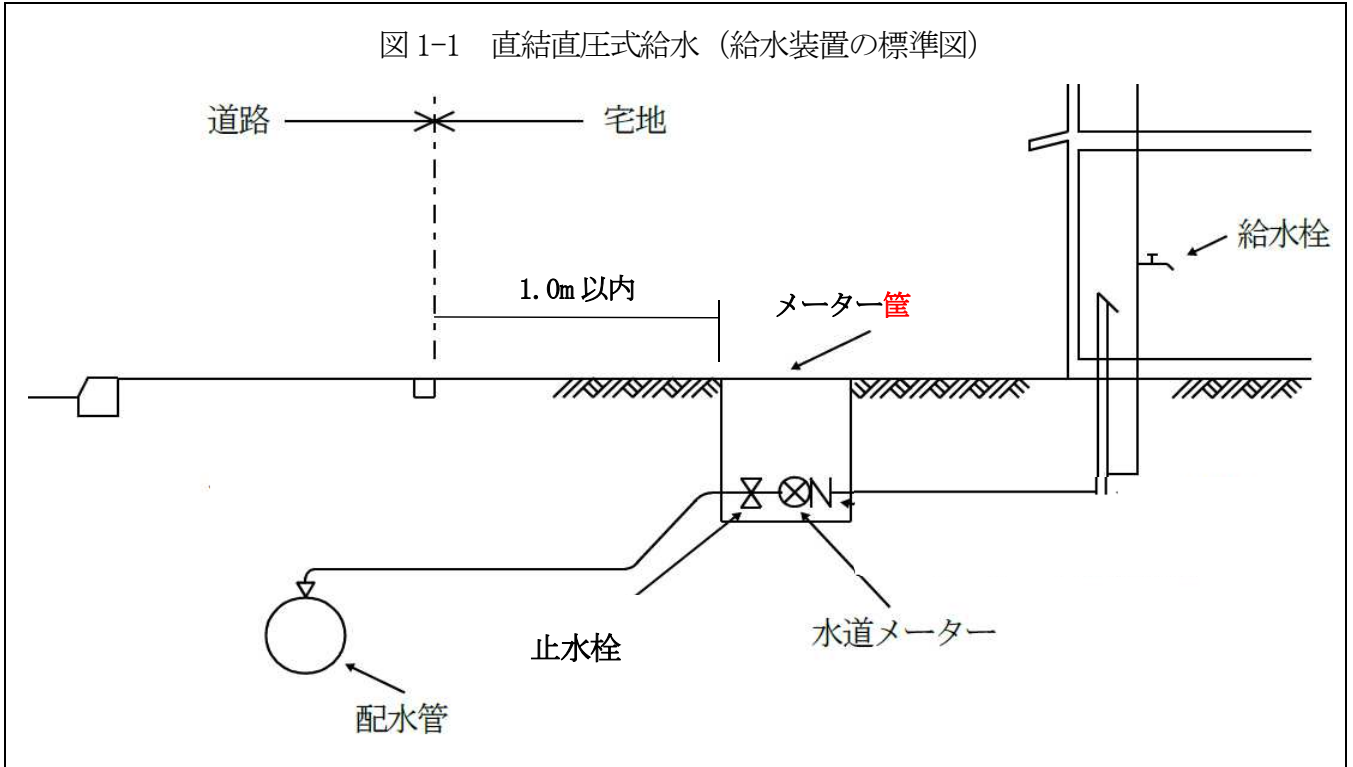 図 1-1 直結直圧式給水（給水装置の標準図）
道路
宅地
給水栓
1.0m 以内
メーター筐
水道メーター
止水栓
配水管